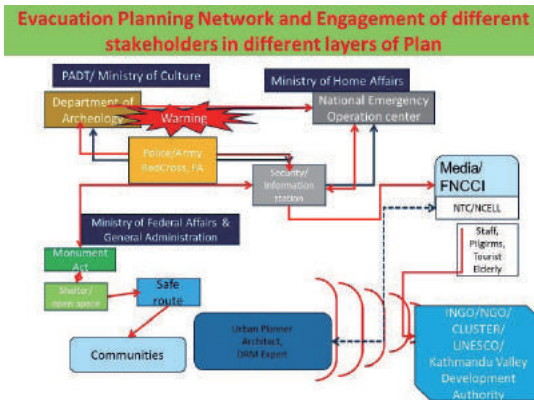 Evacuation Planning Network and Engagement of different
stakeholders in different layers of Plan
PADT/ Ministry of Culture
Ministry of Home Affairs
Department of
Archeology
Warning
National Emergency
Operation center
Police/Army
RedCross, FA
Security/
Information
station
Media/
FNCCI
NTC/NCELL
Ministry of Federal Affairs &
General Administration
Staff,
Pilgirms,
Tourist
Elderly
Monument
Act
Shelter/
open space
Safe
route
Communities
Urban Planner
Architect,
DRM Expert
INGO/NGO/
CLUSTER/
UNESCO/
Kathmandu Valley
Development
Authority